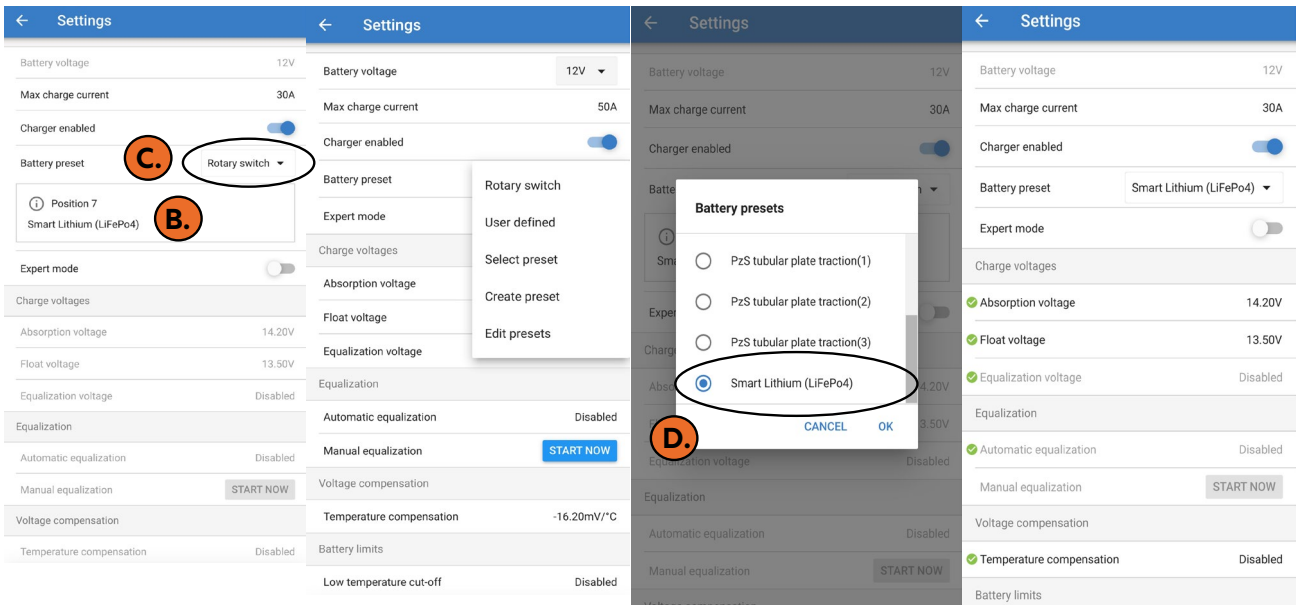 Settings
Battery voltage 12V
Max charge current 30A
Charger enabled
Battery preset C. Rotary switch
Position 7
Smart Lithium (LiFePo4) B.
Expert mode
Charge voltages
Absorption voltage 14.20V
Float voltage 13.50V
Equalization voltage Disabled
Equalization
Automatic equalization Disabled
Manual equalization START NOW
Voltage compensation
Temperature compensation Disabled
Settings
Battery voltage 12V
Max charge current 50A
Charger enabled
Battery preset
Expert mode
Charge voltages
Absorption voltage
Float voltage
Equalization voltage
Rotary switch
User defined
Select preset
Create preset
Edit presets
Equalization
Automatic equalization Disabled
Manual equalization START NOW
Voltage compensation
Temperature compensation -16.20mV/°C
Battery limits
Low temperature cut-off Disabled
Settings
Battery voltage 12V
Max charge current 30A
Charger enabled
Battery presets
PzS tubular plate traction(1)
PzS tubular plate traction(2)
PzS tubular plate traction(3)
Smart Lithium (LiFePo4)
CANCEL OK
D.
Equalization voltage Disabled
Equalization
Automatic equalization Disabled
Manual equalization START NOW
Settings
Battery voltage 12V
Max charge current 30A
Charger enabled
Battery preset Smart Lithium (LiFePo4)
Expert mode
Charge voltages
Absorption voltage 14.20V
Float voltage 13.50V
Equalization voltage Disabled
Equalization
Automatic equalization Disabled
Manual equalization START NOW
Voltage compensation
Temperature compensation Disabled
Battery limits